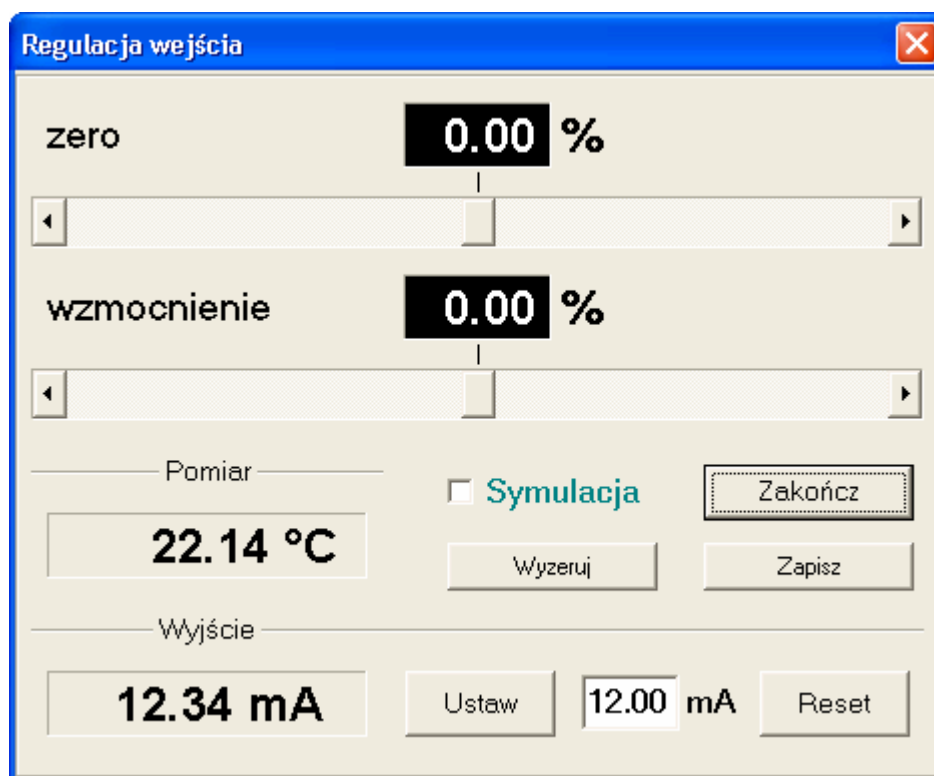 Regulacja wejścia
zero 0.00 %
wzmocnienie 0.00 %
Pomiar
Symulacja Zakończ
22.14 °C
Wyzeruj Zapisz
Wyjście
12.34 mA Ustaw 12.00 mA Reset